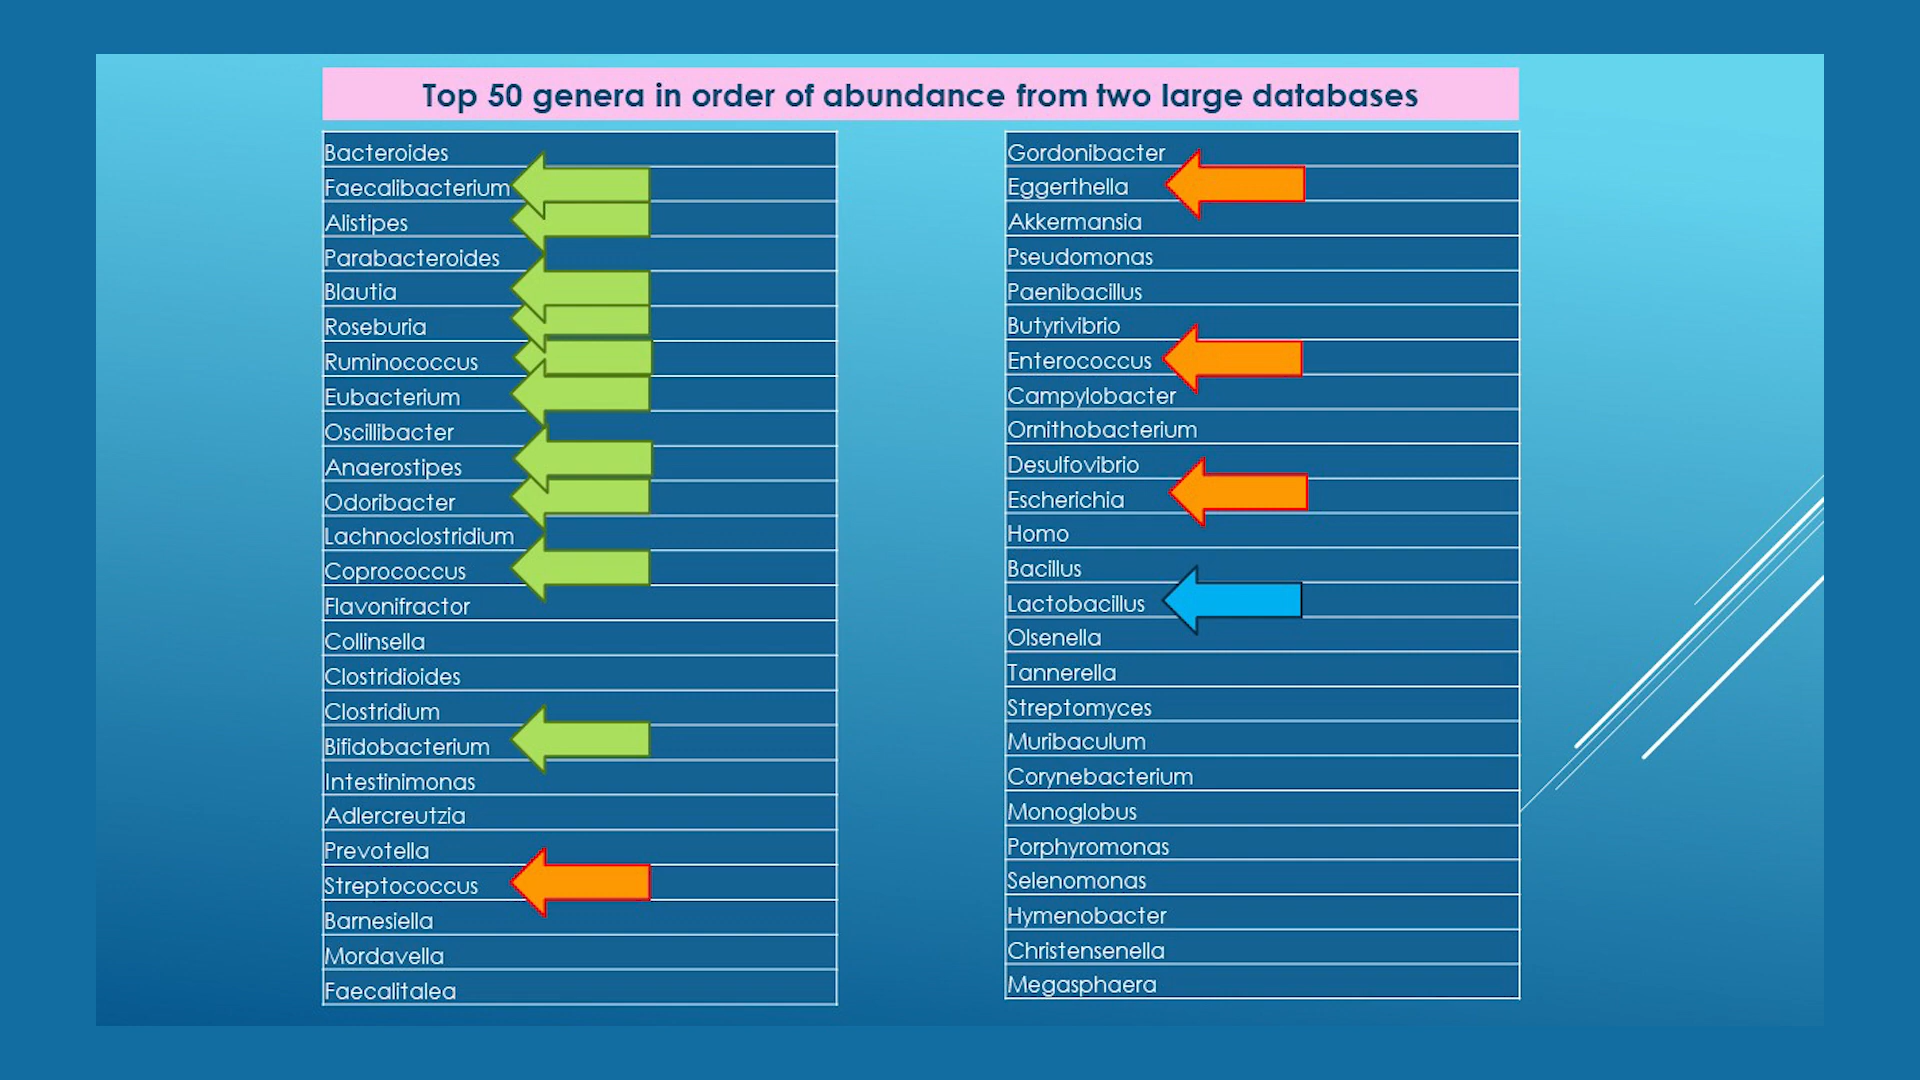 Top 50 genera in order of abundance from two large databases
Bacteroides
Faecalibacterium
Alistipes
Parabacteroides
Blautia
Roseburia
Ruminococcus
Eubacterium
Oscillibacter
Anaerostipes
Odoribacter
Lachnoclostridium
Coprococcus
Flavonifractor
Collinsella
Clostridioides
Clostridium
Bifidobacterium
Intestinimonas
Adlercreutzia
Prevotella
Streptococcus
Barnesiella
Mordavella
Faecalitalea
Gordonibacter
Eggerthella
Akkermansia
Pseudomonas
Paenibacillus
Butyrivibrio
Enterococcus
Campylobacter
Ornithobacterium
Desulfovibrio
Escherichia
Homo
Bacillus
Lactobacillus
Olsenella
Tannerella
Streptomyces
Muribaculum
Corynebacterium
Monoglobus
Porphyromonas
Selenomonas
Hymenobacter
Christensenella
Megasphaera